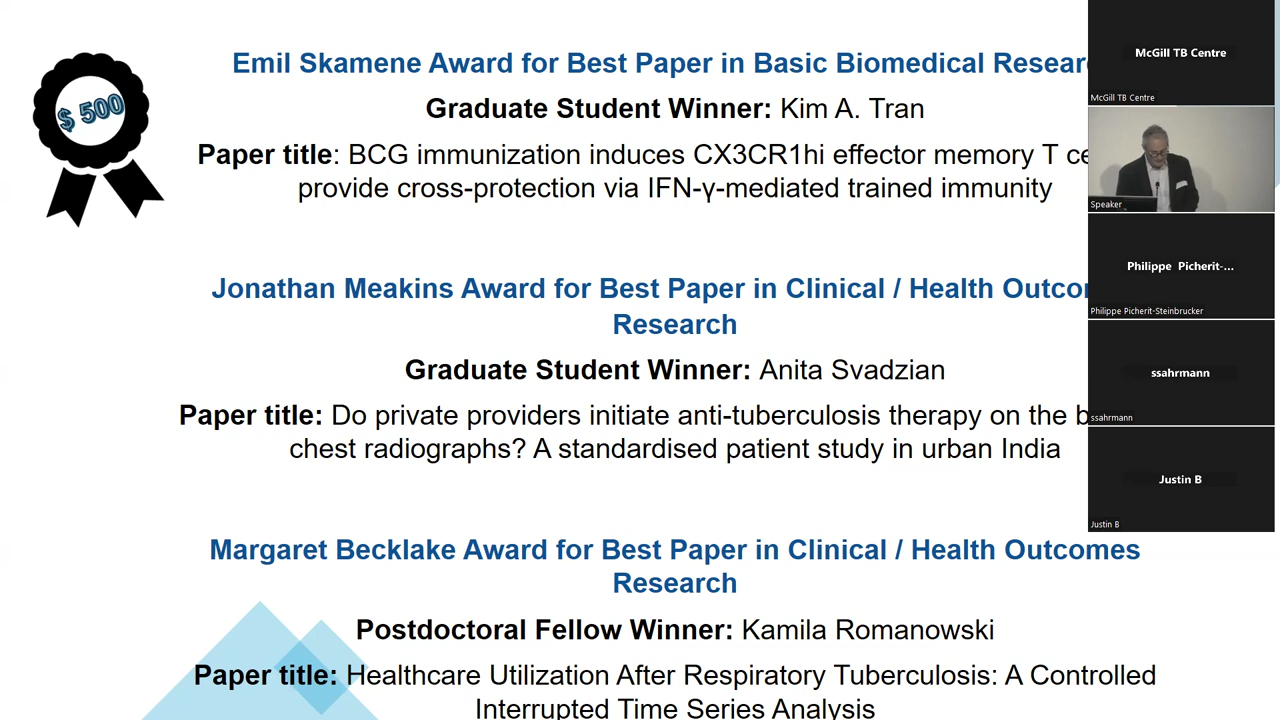 $ 500
Emil Skamene Award for Best Paper in Basic Biomedical
Graduate Student Winner: Kim A. Tran
Paper title: BCG immunization induces CX3CR1hi effector memory T
provide cross-protection via IFN-γ-mediated trained immunity
Jonathan Meakins Award for Best Paper in Clinical / Health
Research
Graduate Student Winner: Anita Svadzian
Paper title: Do private providers initiate anti-tuberculosis therapy on the
chest radiographs? A standardised patient study in urban India
Margaret Becklake Award for Best Paper in Clinical / Health Outcomes
Research
Postdoctoral Fellow Winner: Kamila Romanowski
Paper title: Healthcare Utilization After Respiratory Tuberculosis: A Controlled
Interrupted Time Series Analysis
McGill TB Centre
McGill TB Centre
Speaker
Philippe Picherit-...
Philippe Picherit-Steinbrucker
ssahrmann
ssahrmann
Justin B
Justin B